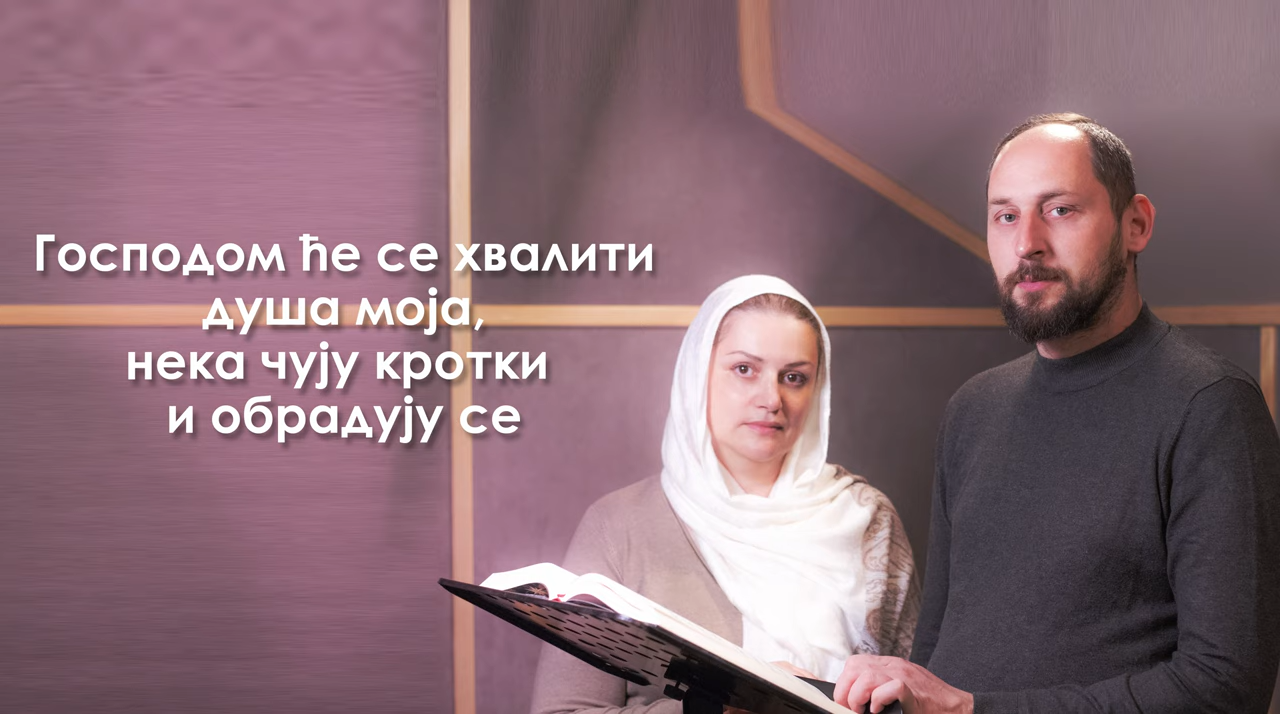 Господом ће се хвалити
душа моја,
нека чују кротки
и обрадују се